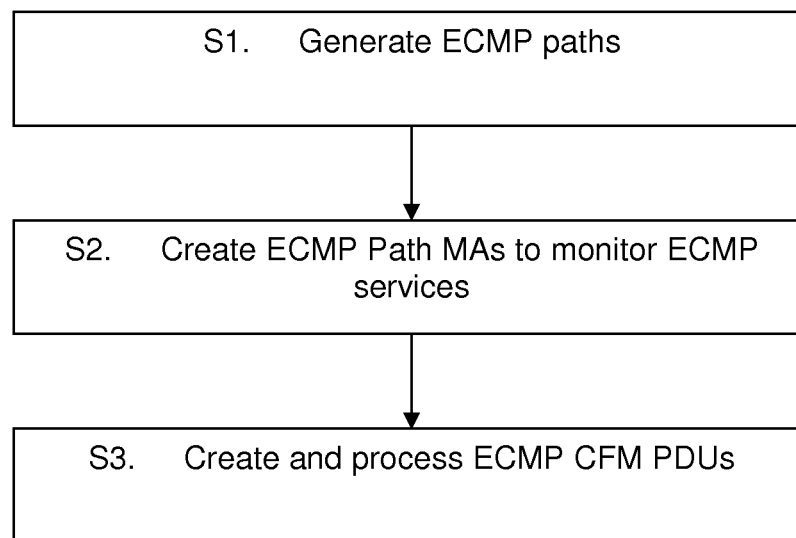 S1. Generate ECMP paths
S2. Create ECMP Path MAs to monitor ECMP
services
S3. Create and process ECMP CFM PDUs